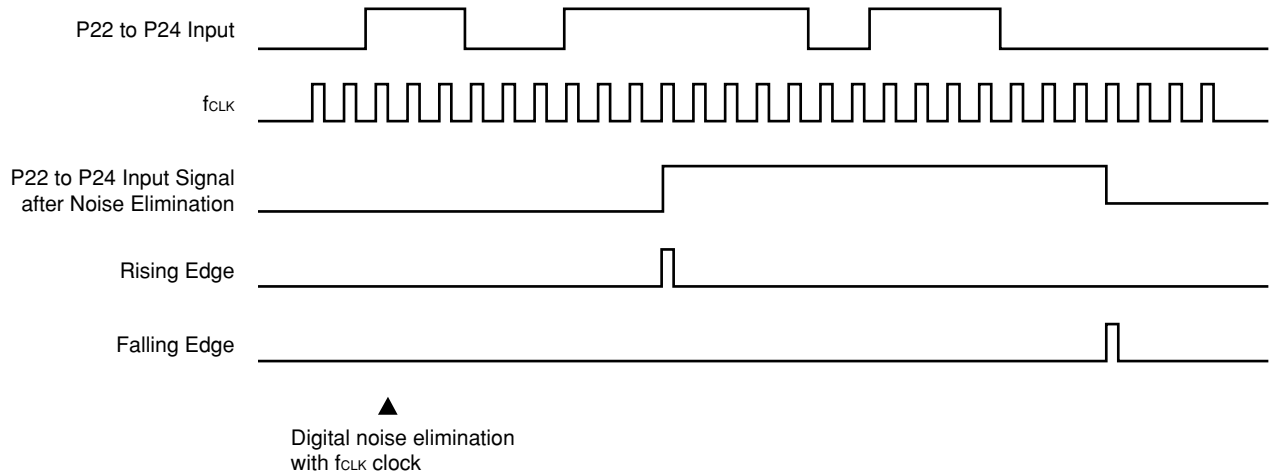 P22 to P24 Input
fCLK
P22 to P24 Input Signal
after Noise Elimination
Rising Edge
Falling Edge
Digital noise elimination
with fCLK clock